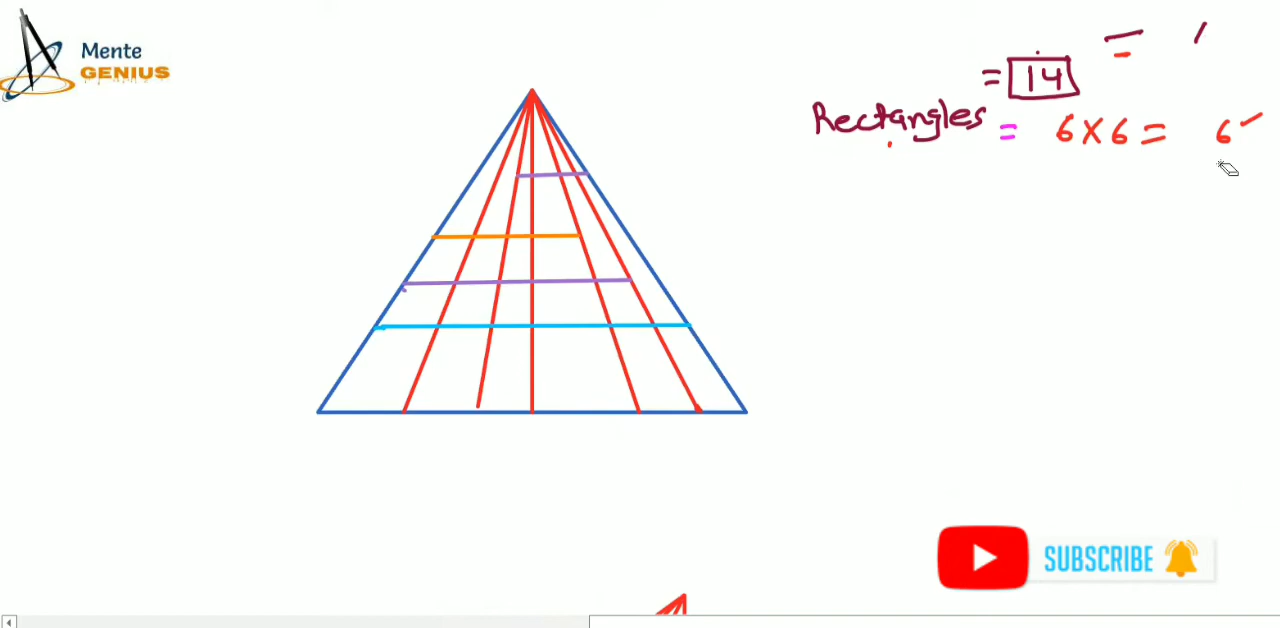 Mente
GENIUS
= 14
Rectangles = 6 x 6 = 6
SUBSCRIBE